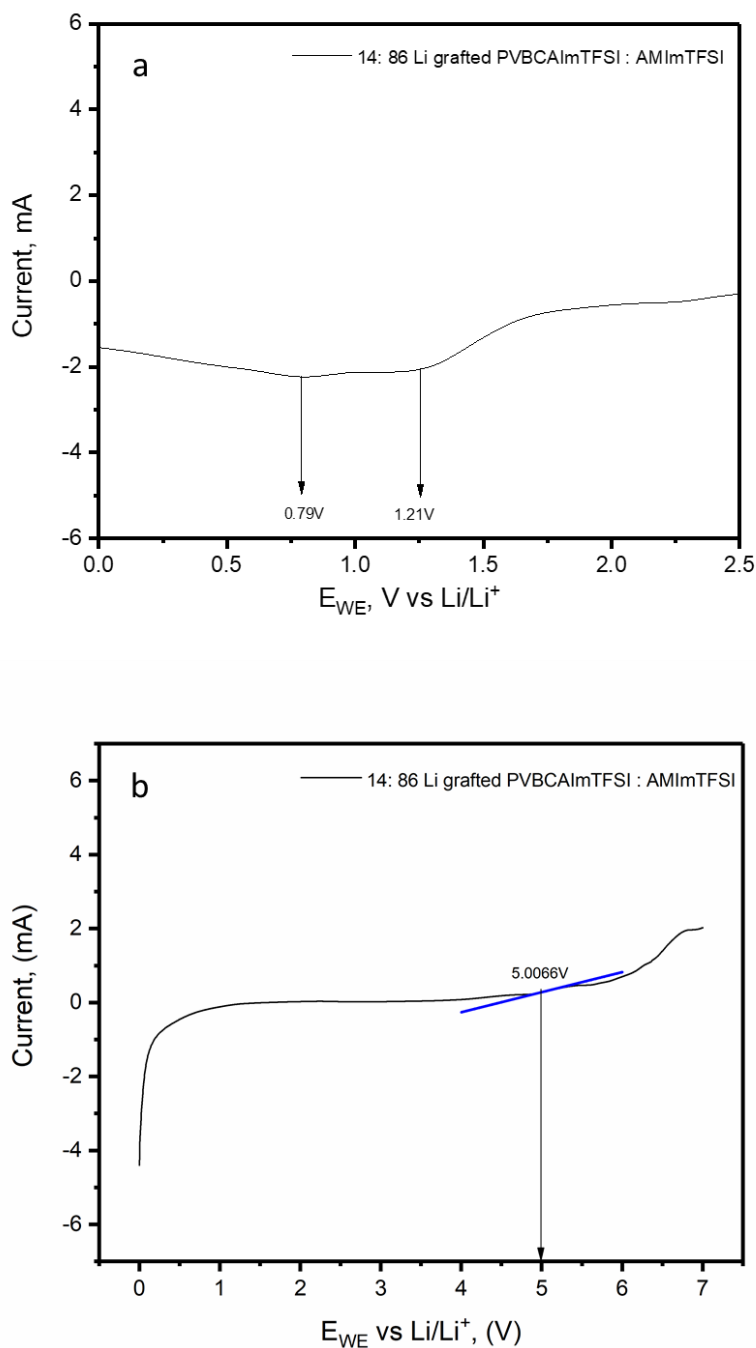 a
14: 86 Li grafted PVBCAImTFSI : AMImTFSI
Current, mA
6
4
2
0
-2
-4
-6
0.79V
1.21V
0.0 0.5 1.0 1.5 2.0 2.5
E_WE, V vs Li/Li⁺
b
14: 86 Li grafted PVBCAImTFSI : AMImTFSI
Current, (mA)
6
4
2
0
-2
-4
-6
5.0066V
0 1 2 3 4 5 6 7
E_WE vs Li/Li⁺, (V)